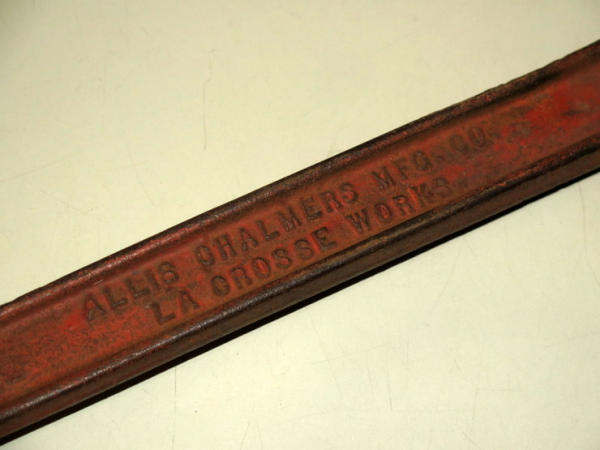 ALLIS CHALMERS MFG. CO.
LA CROSSE WORKS